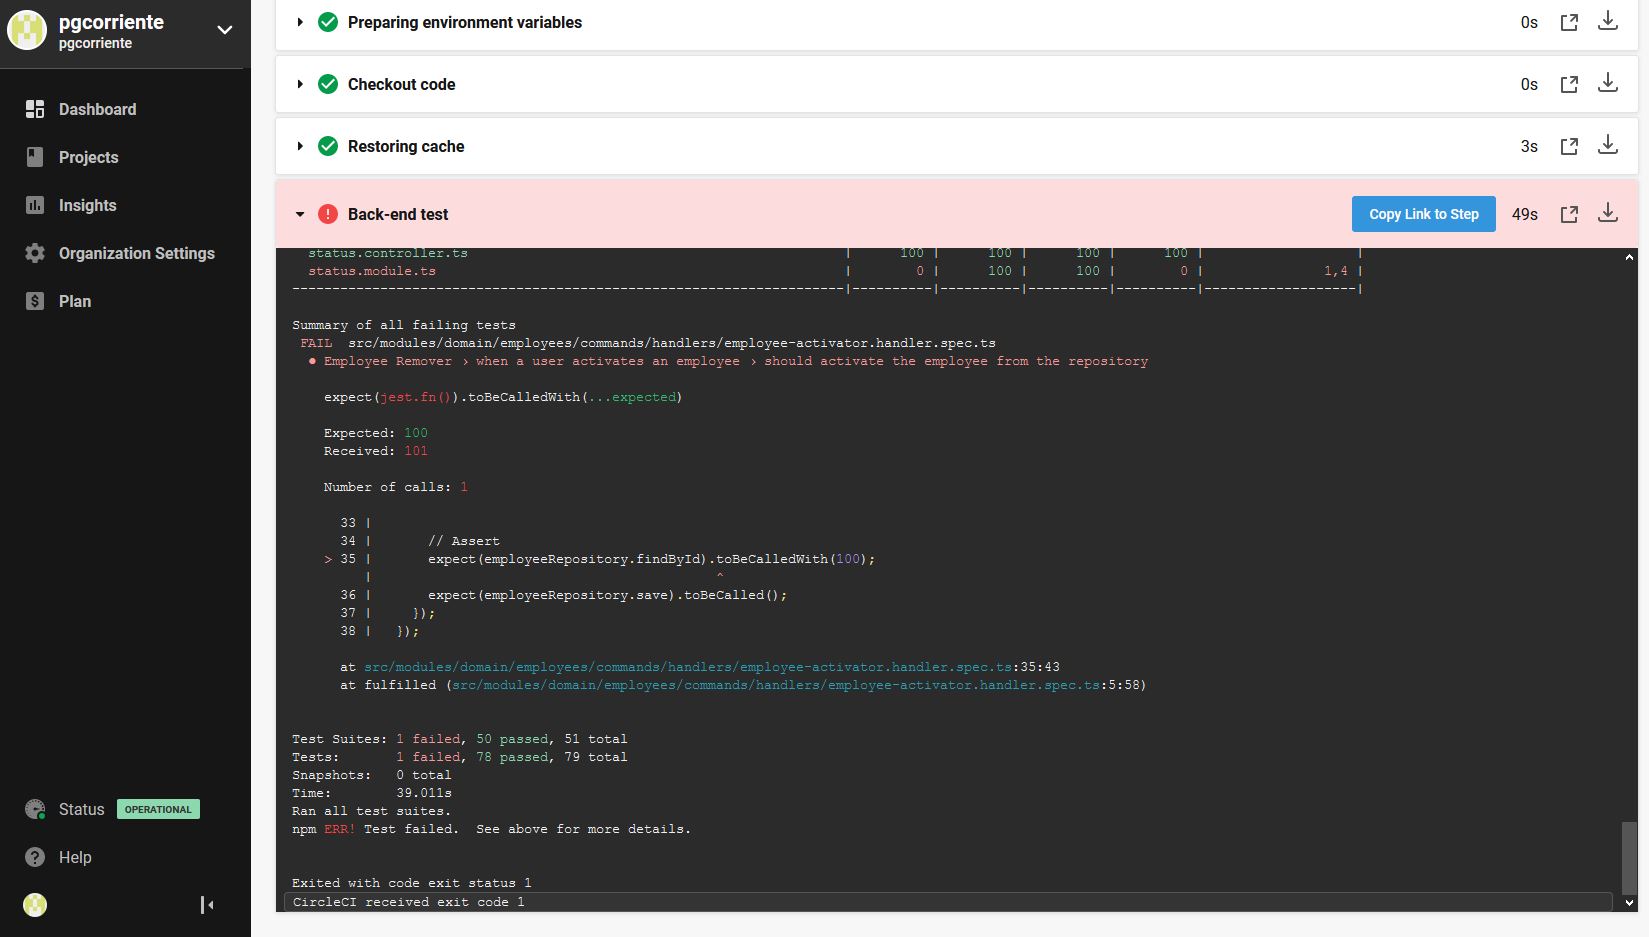 pgcorriente
pgcorriente
Dashboard
Projects
Insights
Organization Settings
Plan
Status OPERATIONAL
Help
Preparing environment variables 0s
Checkout code 0s
Restoring cache 3s
Back-end test Copy Link to Step 49s
status.controller.ts | 100 | 100 | 100 | 100 | |
status.module.ts | 0 | 100 | 100 | 0 | 1,4 |
---------------------------------------------------------------------|----------|----------|----------|----------|-------------------|
Summary of all failing tests
FAIL src/modules/domain/employees/commands/handlers/employee-activator.handler.spec.ts
● Employee Remover › when a user activates an employee › should activate the employee from the repository
expect(jest.fn()).toBeCalledWith(...expected)
Expected: 100
Received: 101
Number of calls: 1
33 |
34 | // Assert
> 35 | expect(employeeRepository.findById).toBeCalledWith(100);
| ^
36 | expect(employeeRepository.save).toBeCalled();
37 | });
38 | });
at src/modules/domain/employees/commands/handlers/employee-activator.handler.spec.ts:35:43
at fulfilled (src/modules/domain/employees/commands/handlers/employee-activator.handler.spec.ts:5:58)
Test Suites: 1 failed, 50 passed, 51 total
Tests: 1 failed, 78 passed, 79 total
Snapshots: 0 total
Time: 39.011s
Ran all test suites.
npm ERR! Test failed. See above for more details.
Exited with code exit status 1
CircleCI received exit code 1